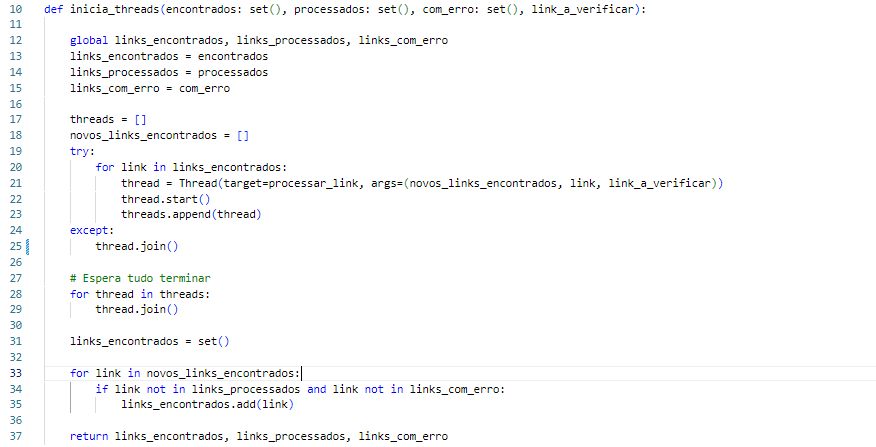 10 def inicia_threads(encontrados: set(), processados: set(), com_erro: set(), link_a_verificar):
11
12 global links_encontrados, links_processados, links_com_erro
13 links_encontrados = encontrados
14 links_processados = processados
15 links_com_erro = com_erro
16
17 threads = []
18 novos_links_encontrados = []
19 try:
20 for link in links_encontrados:
21 thread = Thread(target=processar_link, args=(novos_links_encontrados, link, link_a_verificar))
22 thread.start()
23 threads.append(thread)
24 except:
25 thread.join()
26
27 # Espera tudo terminar
28 for thread in threads:
29 thread.join()
30
31 links_encontrados = set()
32
33 for link in novos_links_encontrados:
34 if link not in links_processados and link not in links_com_erro:
35 links_encontrados.add(link)
36
37 return links_encontrados, links_processados, links_com_erro